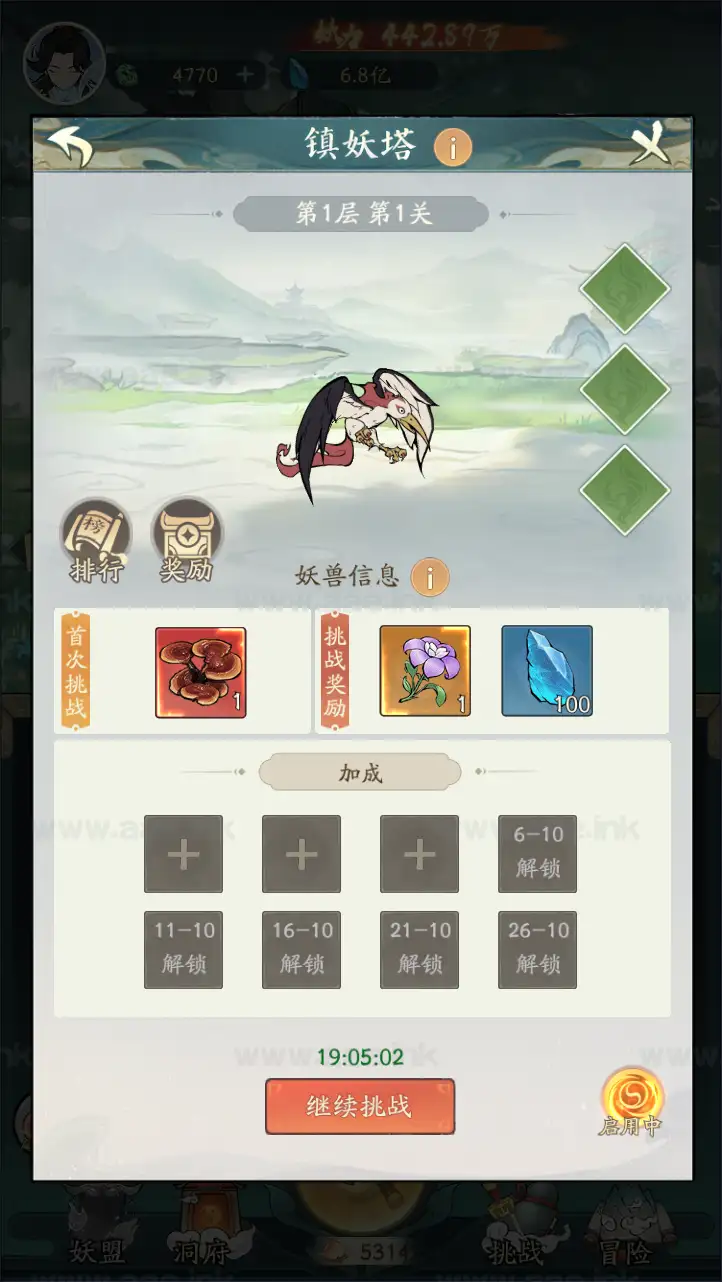 妖力 442.89万
4770
6.8亿
镇妖塔
第1层 第1关
榜
排行
奖励
妖兽信息
首次挑战
1
挑战奖励
1
100
加成
6-10
解锁
11-10
解锁
16-10
解锁
21-10
解锁
26-10
解锁
19:05:02
继续挑战
启用中
妖盟
洞府
5314
挑战
冒险